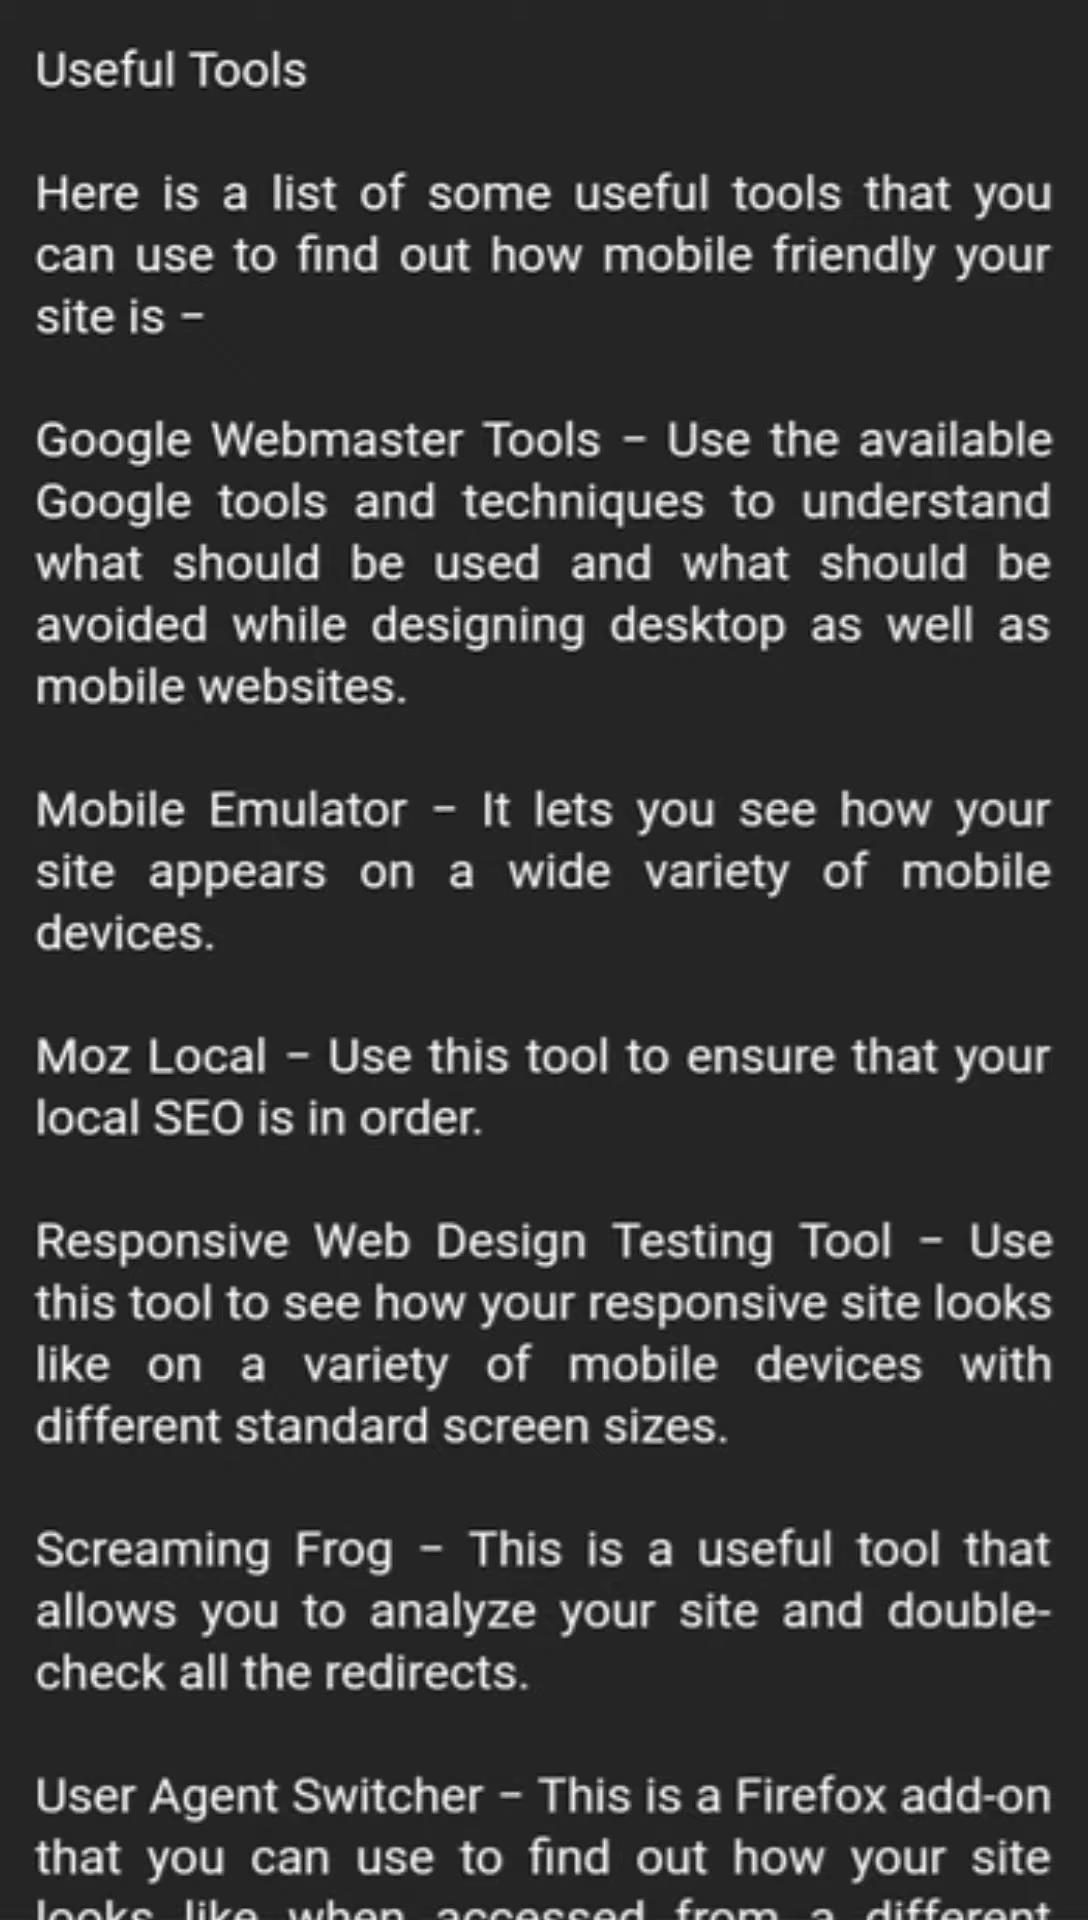 Useful Tools
Here is a list of some useful tools that you
can use to find out how mobile friendly your
site is –
Google Webmaster Tools – Use the available
Google tools and techniques to understand
what should be used and what should be
avoided while designing desktop as well as
mobile websites.
Mobile Emulator – It lets you see how your
site appears on a wide variety of mobile
devices.
Moz Local – Use this tool to ensure that your
local SEO is in order.
Responsive Web Design Testing Tool – Use
this tool to see how your responsive site looks
like on a variety of mobile devices with
different standard screen sizes.
Screaming Frog – This is a useful tool that
allows you to analyze your site and double-
check all the redirects.
User Agent Switcher – This is a Firefox add-on
that you can use to find out how your site
looks like when accessed from a different